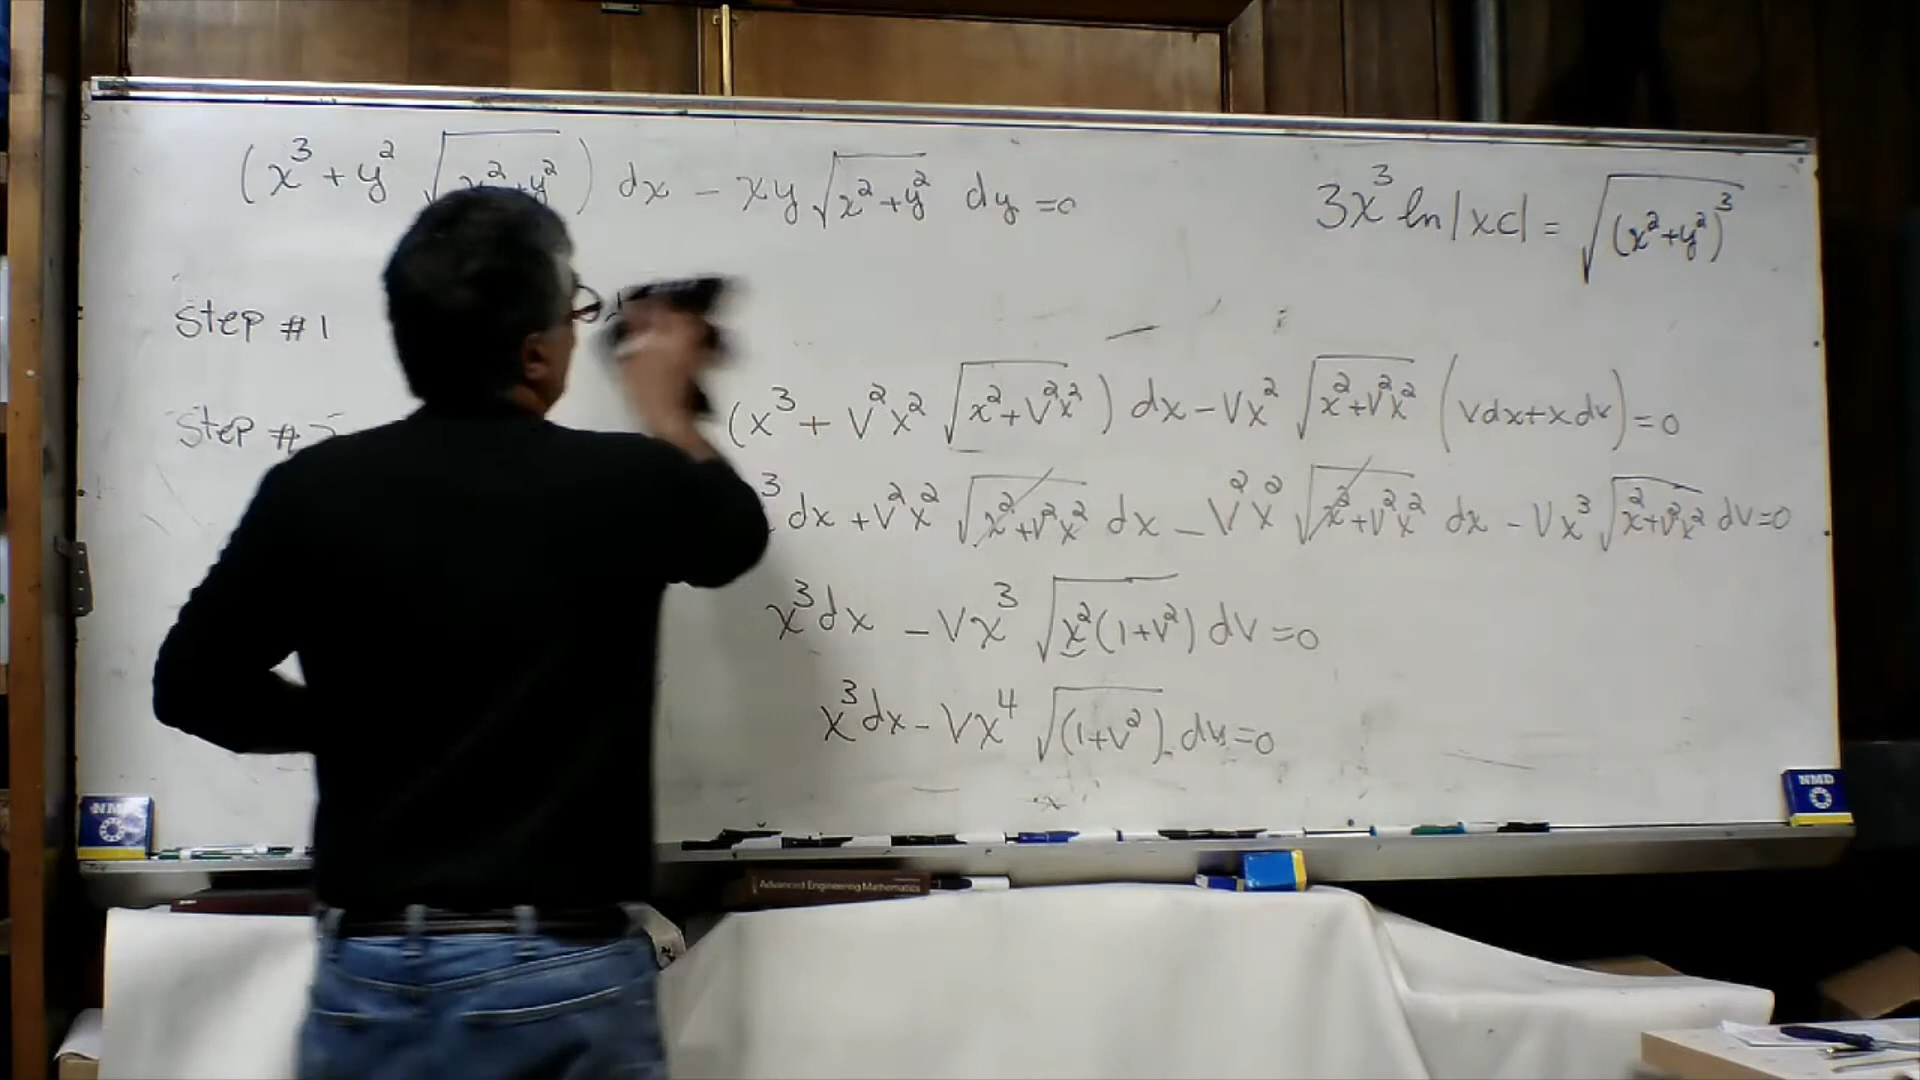 (x³ + y² √(x² + y²)) dx - xy √(x² + y²) dy = 0
3x³ ln|xc| = √((x² + y²)³)
Step # 1
Step #
(x³ + V²x² √(x² + V²x²)) dx - Vx² √(x² + V²x²) (Vdx + xdv) = 0
³dx + V²x² √(x² + V²x²) dx - V²x² √(x² + V²x²) dx - Vx³ √(x² + V²x²) dV = 0
x³dx - Vx³ √(x²(1 + V²)) dV = 0
x³dx - Vx⁴ √((1 + V²)) dv = 0
NMD
NMD
Advanced Engineering Mathematics